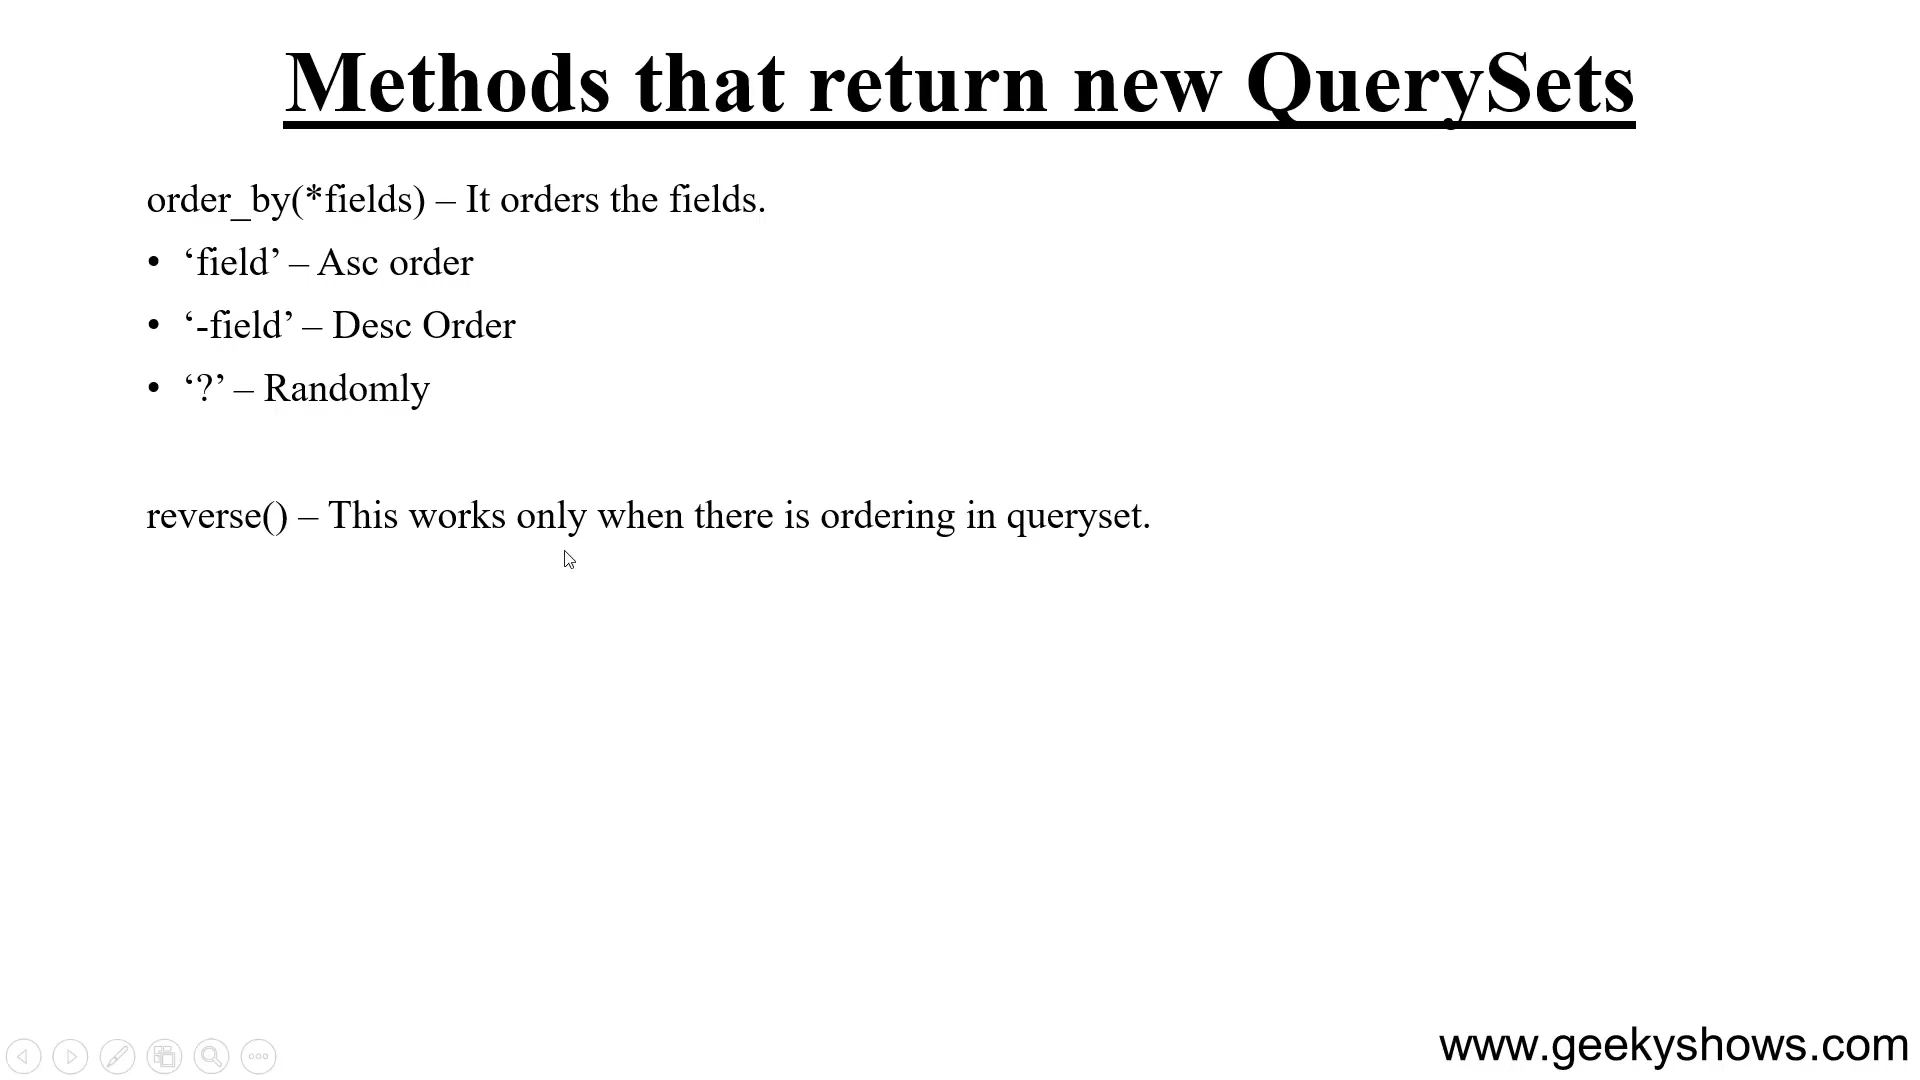 Methods that return new QuerySets
order_by(*fields) – It orders the fields.
• ‘field’ – Asc order
• ‘-field’ – Desc Order
• ‘?’ – Randomly
reverse() – This works only when there is ordering in queryset.
www.geekyshows.com